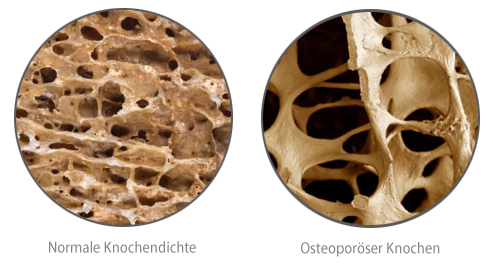 Normale Knochendichte
Osteoporöser Knochen